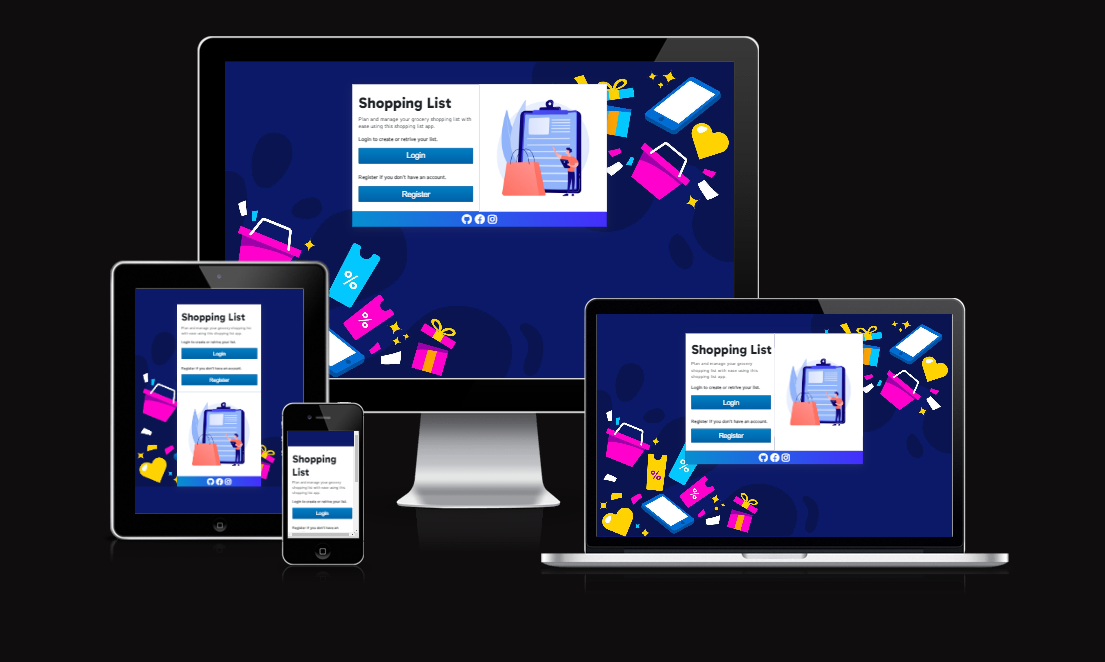 Shopping List
Plan and manage your grocery shopping list with
ease using this shopping list app.
Login to create or retrive your list.
Login
Register if you don't have an account.
Register
%
%
Shopping List
Plan and manage your grocery shopping list
with ease using this shopping list app.
Login to create or retrive your list.
Login
Register if you don't have an account.
Register
Shopping
List
Plan and manage your grocery
shopping list with ease using this
shopping list app.
Login to create or retrive your list.
Login
Register if you don't have an
Shopping List
Plan and manage your grocery
shopping list with ease using this
shopping list app.
Login to create or retrive your list.
Login
Register if you don't have an account.
Register
%
%
%